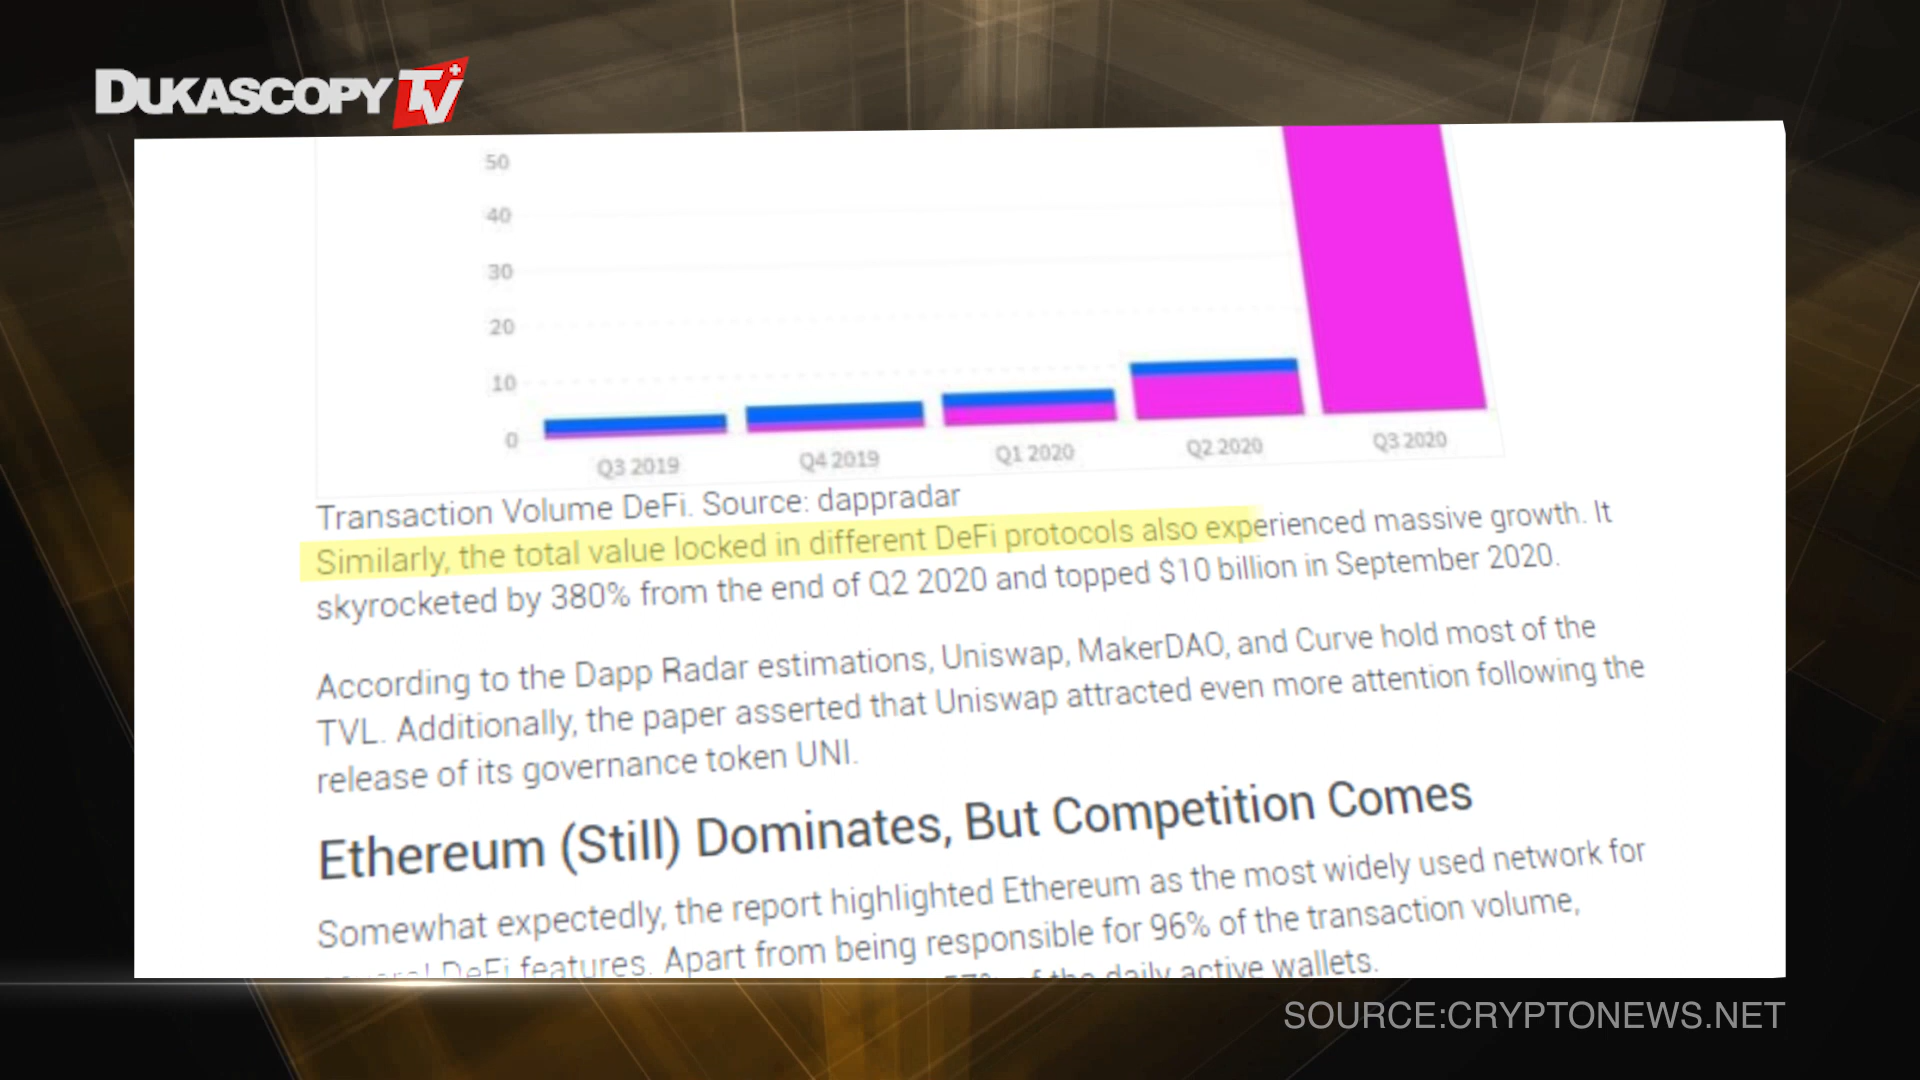 DUKASCOPY TV
50
40
30
20
10
0
Q3 2019 Q4 2019 Q1 2020 Q2 2020 Q3 2020
Transaction Volume DeFi. Source: dappradar
Similarly, the total value locked in different DeFi protocols also experienced massive growth. It
skyrocketed by 380% from the end of Q2 2020 and topped $10 billion in September 2020.
According to the Dapp Radar estimations, Uniswap, MakerDAO, and Curve hold most of the
TVL. Additionally, the paper asserted that Uniswap attracted even more attention following the
release of its governance token UNI.
Ethereum (Still) Dominates, But Competition Comes
Somewhat expectedly, the report highlighted Ethereum as the most widely used network for
several DeFi features. Apart from being responsible for 96% of the transaction volume,
of the daily active wallets.
SOURCE:CRYPTONEWS.NET